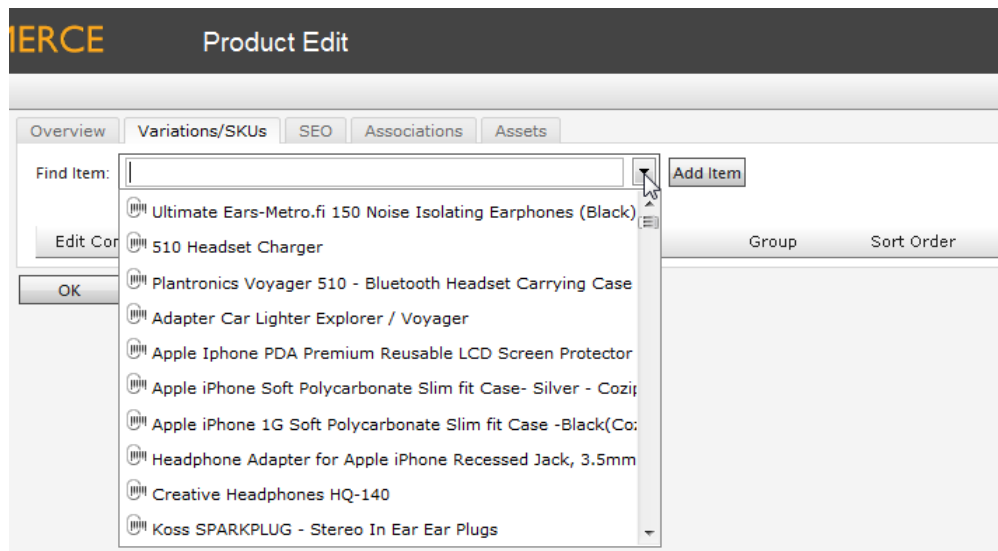 MERCE Product Edit
Overview Variations/SKUs SEO Associations Assets
Find Item: Add Item
Ultimate Ears-Metro.fi 150 Noise Isolating Earphones (Black)
Edit Cor Group Sort Order
510 Headset Charger
Plantronics Voyager 510 - Bluetooth Headset Carrying Case
OK
Adapter Car Lighter Explorer / Voyager
Apple Iphone PDA Premium Reusable LCD Screen Protector
Apple iPhone Soft Polycarbonate Slim fit Case- Silver - Cozip
Apple iPhone 1G Soft Polycarbonate Slim fit Case -Black(Coz
Headphone Adapter for Apple iPhone Recessed Jack, 3.5mm
Creative Headphones HQ-140
Koss SPARKPLUG - Stereo In Ear Ear Plugs